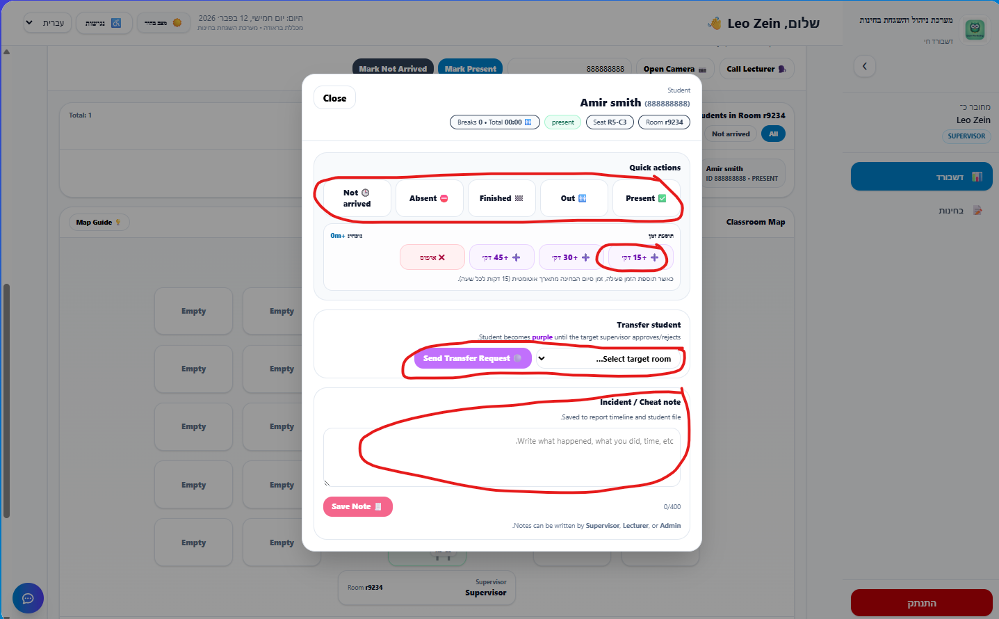 מערכת ניהול והשגחת בחינות
דשבורד חי
שלום, Leo Zein 👋
היום: יום חמישי, 12 בפבר׳ 2026
מכללת בראודה • מערכת השגחת בחינות
מצב בהיר
נגישות
עברית
מחובר כ־
Leo Zein
SUPERVISOR
דשבורד
בחינות
התנתק
Call Lecturer
Open Camera
888888888
Mark Present
Mark Not Arrived
udents in Room r9234
Total: 1
All
Not arrived
Amir smith
ID 888888888 • PRESENT
Classroom Map
Map Guide
Empty
Empty
Empty
Empty
Empty
Empty
Empty
Empty
Empty
Empty
Supervisor
Supervisor
Room r9234
Close
Student
Amir smith (888888888)
Room r9234
Seat R5-C3
present
Breaks 0 • Total 00:00
Quick actions
Present
Out
Finished
Absent
Not arrived
תוספת זמן
נוכחי: +0m
+15 דק׳
+30 דק׳
+45 דק׳
איפוס
כאשר תוספת הזמן פעילה, זמן סיום הבחינה מתארך אוטומטית (15 דקות לכל שעה).
Transfer student
.Student becomes purple until the target supervisor approves/rejects
...Select target room
Send Transfer Request
Incident / Cheat note
.Saved to report timeline and student file
.Write what happened, what you did, time, etc
Save Note
0/400
.Notes can be written by Supervisor, Lecturer, or Admin